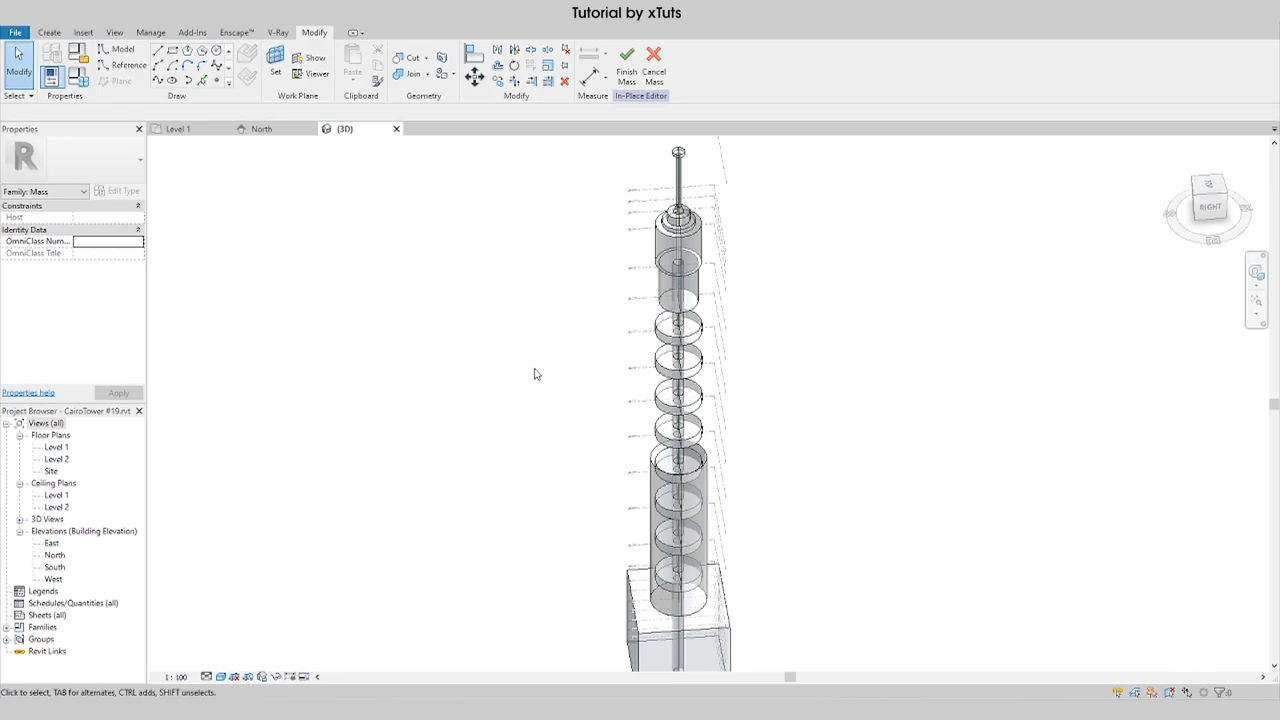 Tutorial by xTuts
File Create Insert View Manage Add-Ins Enscape™ V-Ray Modify
Modify
Select
Properties
Model
Reference
Plane
Draw
Set
Show
Viewer
Work Plane
Paste
Clipboard
Cut
Join
Geometry
Modify
Measure
Finish
Mass
Cancel
Mass
In-Place Editor
Properties
Level 1
North
{3D}
Family: Mass
Edit Type
Constraints
Host
Identity Data
OmniClass Num...
OmniClass Title
Properties help
Apply
Project Browser - CairoTower #19.rvt
Views (all)
Floor Plans
Level 1
Level 2
Site
Ceiling Plans
Level 1
Level 2
3D Views
Elevations (Building Elevation)
East
North
South
West
Legends
Schedules/Quantities (all)
Sheets (all)
Families
Groups
Revit Links
RIGHT
1 : 100
Click to select, TAB for alternates, CTRL adds, SHIFT unselects.
:0